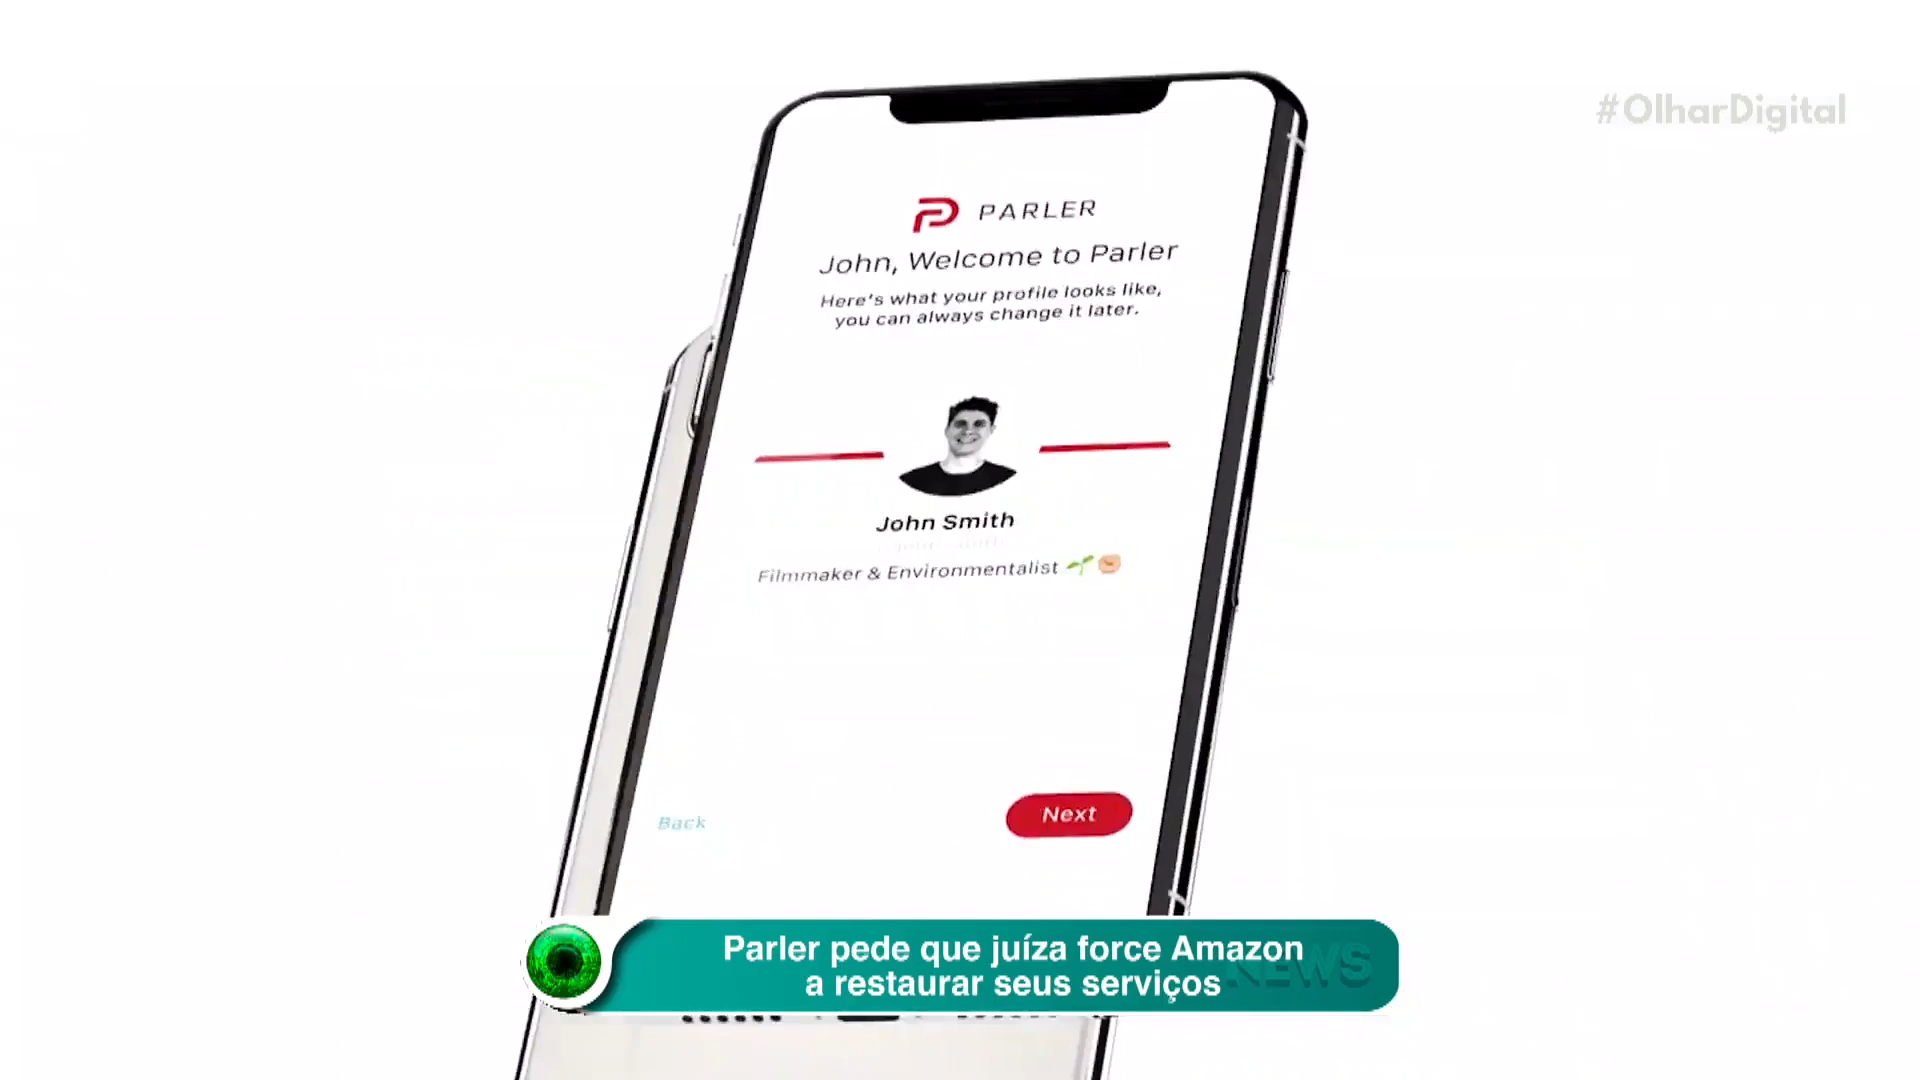 #OlharDigital
PARLER
John, Welcome to Parler
Here's what your profile looks like,
you can always change it later.
John Smith
Filmmaker & Environmentalist 🌱
Back
Next
Parler pede que juíza force Amazon
a restaurar seus serviços
NEWS